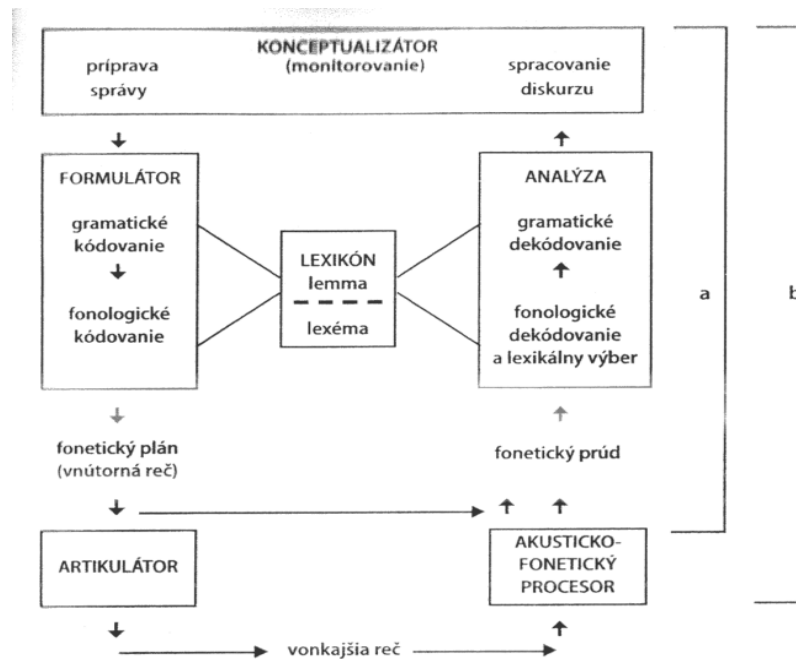 KONCEPTUALIZÁTOR
(monitorovanie)
príprava
správy
spracovanie
diskurzu
FORMULÁTOR
gramatické
kódovanie
fonologické
kódovanie
LEXIKÓN
lemma
lexéma
ANALÝZA
gramatické
dekódovanie
fonologické
dekódovanie
a lexikálny výber
a
b
fonetický plán
(vnútorná reč)
fonetický prúd
ARTIKULÁTOR
AKUSTICKO-
FONETICKÝ
PROCESOR
vonkajšia reč